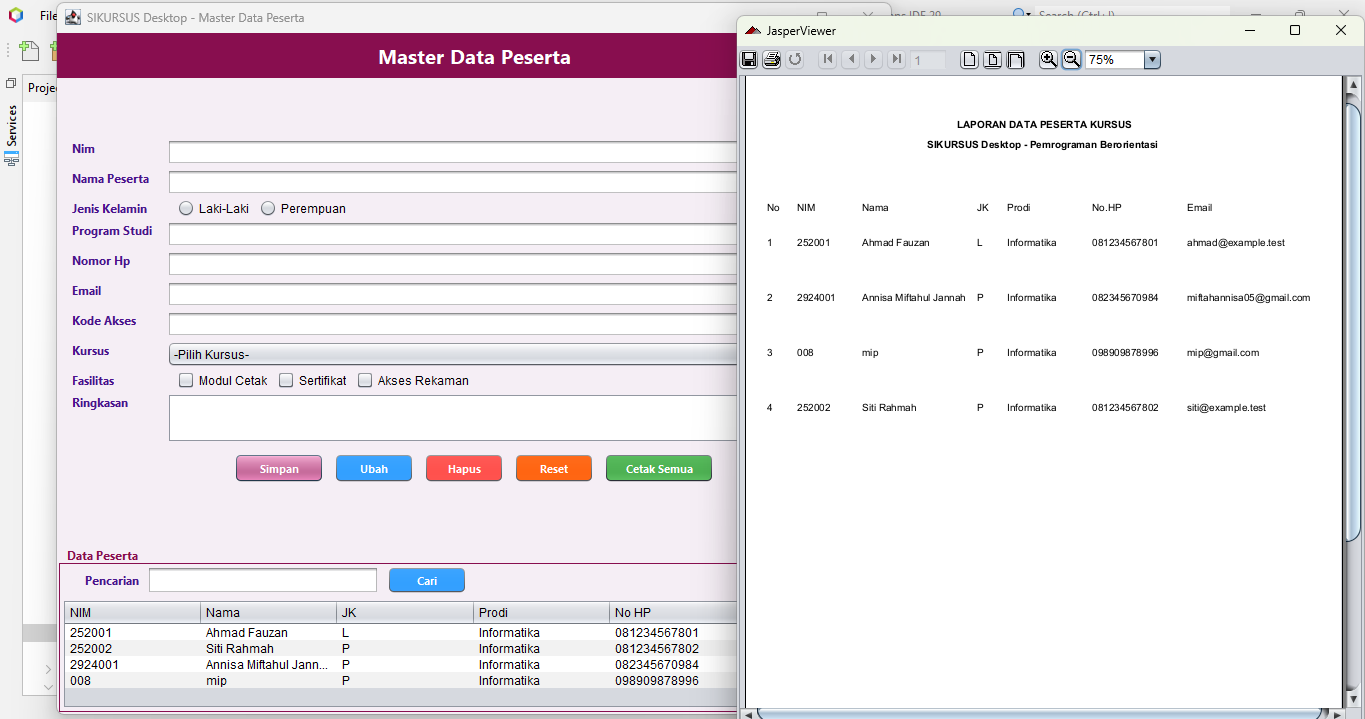 File
SIKURSUS Desktop - Master Data Peserta
Search (Ctrl+I)
Projec
Services
Master Data Peserta
Nim
Nama Peserta
Jenis Kelamin Laki-Laki Perempuan
Program Studi
Nomor Hp
Email
Kode Akses
Kursus -Pilih Kursus-
Fasilitas Modul Cetak Sertifikat Akses Rekaman
Ringkasan
Simpan Ubah Hapus Reset Cetak Semua
Data Peserta
Pencarian Cari
NIM Nama JK Prodi No HP
252001 Ahmad Fauzan L Informatika 081234567801
252002 Siti Rahmah P Informatika 081234567802
2924001 Annisa Miftahul Jann... P Informatika 082345670984
008 mip P Informatika 098909878996
JasperViewer
1 75%
LAPORAN DATA PESERTA KURSUS
SIKURSUS Desktop - Pemrograman Berorientasi
No NIM Nama JK Prodi No.HP Email
1 252001 Ahmad Fauzan L Informatika 081234567801 ahmad@example.test
2 2924001 Annisa Miftahul Jannah P Informatika 082345670984 miftahannisa05@gmail.com
3 008 mip P Informatika 098909878996 mip@gmail.com
4 252002 Siti Rahmah P Informatika 081234567802 siti@example.test